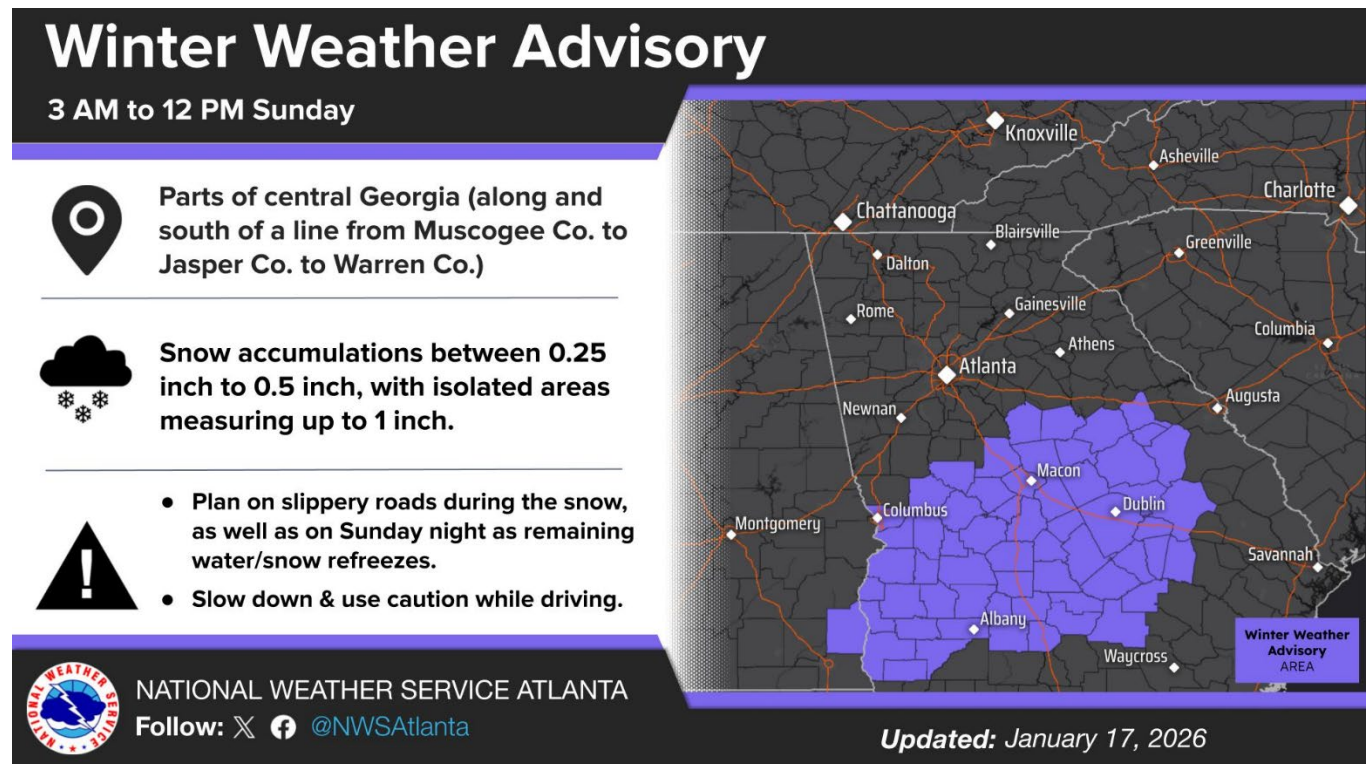 Winter Weather Advisory
3 AM to 12 PM Sunday
Parts of central Georgia (along and
south of a line from Muscogee Co. to
Jasper Co. to Warren Co.)
Snow accumulations between 0.25
inch to 0.5 inch, with isolated areas
measuring up to 1 inch.
● Plan on slippery roads during the snow,
as well as on Sunday night as remaining
water/snow refreezes.
● Slow down & use caution while driving.
Knoxville
Asheville
Charlotte
Chattanooga
Blairsville
Greenville
Dalton
Rome
Gainesville
Columbia
Athens
Atlanta
Augusta
Newnan
Macon
Columbus
Dublin
Montgomery
Savannah
Albany
Waycross
Winter Weather
Advisory
AREA
NATIONAL WEATHER SERVICE
NATIONAL WEATHER SERVICE ATLANTA
Follow: X f @NWSAtlanta
Updated: January 17, 2026